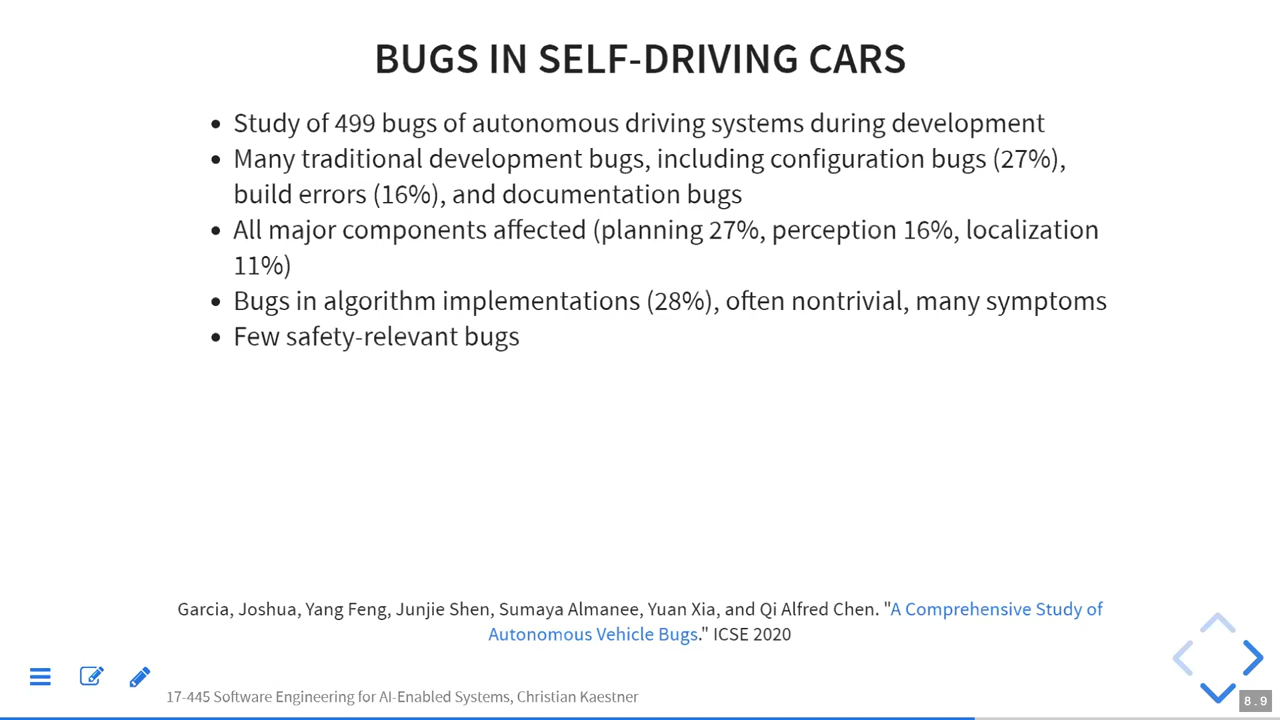 BUGS IN SELF-DRIVING CARS
• Study of 499 bugs of autonomous driving systems during development
• Many traditional development bugs, including configuration bugs (27%),
build errors (16%), and documentation bugs
• All major components affected (planning 27%, perception 16%, localization
11%)
• Bugs in algorithm implementations (28%), often nontrivial, many symptoms
• Few safety-relevant bugs
Garcia, Joshua, Yang Feng, Junjie Shen, Sumaya Almanee, Yuan Xia, and Qi Alfred Chen. "A Comprehensive Study of
Autonomous Vehicle Bugs." ICSE 2020
17-445 Software Engineering for AI-Enabled Systems, Christian Kaestner
8.9